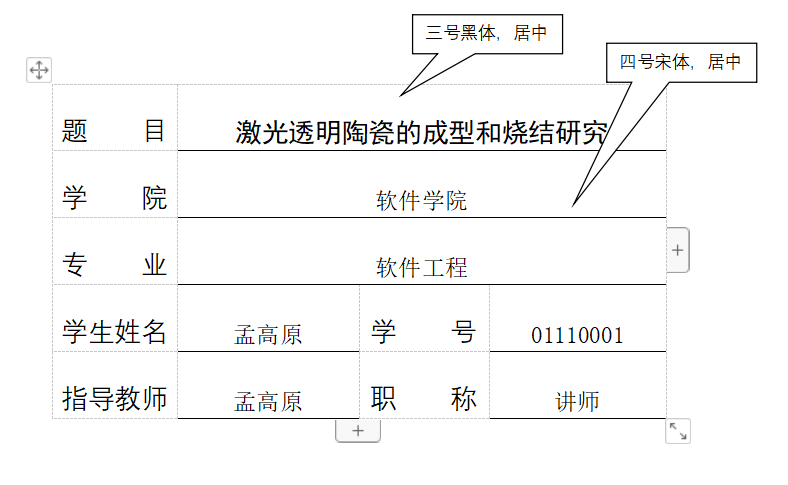 三号黑体，居中
四号宋体，居中
题 目 激光透明陶瓷的成型和烧结研究
学 院 软件学院
专 业 软件工程
学生姓名 孟高原 学 号 01110001
指导教师 孟高原 职 称 讲师